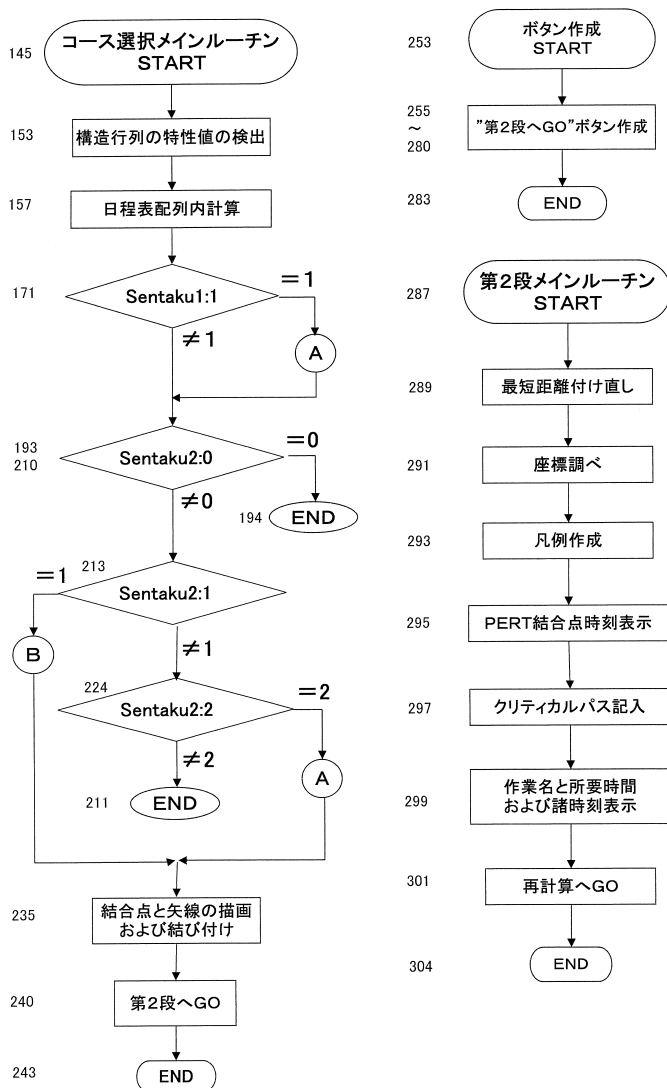 145
コース選択メインルーチン
START
153
構造行列の特性値の検出
157
日程表配列内計算
171
Sentaku1:1
=1
≠1
A
193
210
Sentaku2:0
=0
≠0
194
END
213
=1
Sentaku2:1
B
≠1
224
Sentaku2:2
=2
≠2
A
211
END
235
結合点と矢線の描画
および結び付け
240
第2段へGO
243
END
253
ボタン作成
START
255
~
280
”第2段へGO”ボタン作成
283
END
287
第2段メインルーチン
START
289
最短距離付け直し
291
座標調べ
293
凡例作成
295
PERT結合点時刻表示
297
クリティカルパス記入
299
作業名と所要時間
および諸時刻表示
301
再計算へGO
304
END